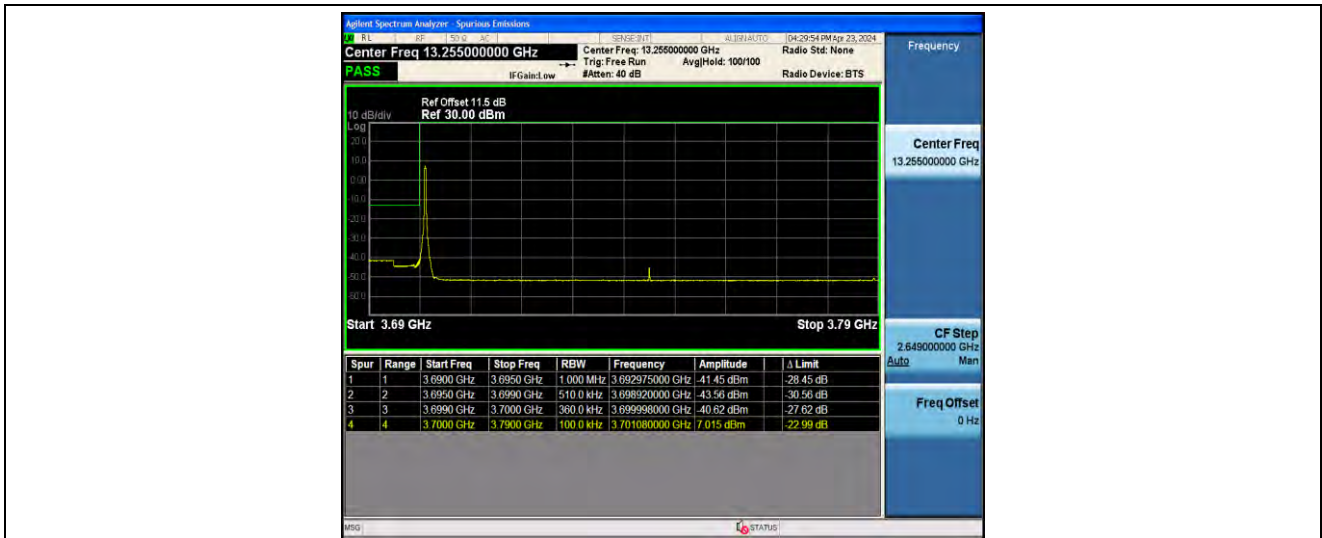 Agilent Spectrum Analyzer - Spurious Emissions
RL RF 50 Ω AC SENSE:INT ALIGN AUTO 04:29:54 PM Apr 23, 2024
Center Freq 13.255000000 GHz Center Freq: 13.255000000 GHz Radio Std: None Frequency
Trig: Free Run Avg|Hold: 100/100
PASS IFGain:Low #Atten: 40 dB Radio Device: BTS
Ref Offset 11.5 dB
10 dB/div Ref 30.00 dBm
Log
20.0
10.0
0.00
-10.0
-20.0
-30.0
-40.0
-50.0
-60.0
Start 3.69 GHz Stop 3.79 GHz
Spur Range Start Freq Stop Freq RBW Frequency Amplitude Δ Limit
1 1 3.6900 GHz 3.6950 GHz 1.000 MHz 3.692975000 GHz -41.45 dBm -28.45 dB
2 2 3.6950 GHz 3.6990 GHz 510.0 kHz 3.698920000 GHz -43.56 dBm -30.56 dB
3 3 3.6990 GHz 3.7000 GHz 360.0 kHz 3.699998000 GHz -40.62 dBm -27.62 dB
4 4 3.7000 GHz 3.7900 GHz 100.0 kHz 3.701080000 GHz 7.015 dBm -22.99 dB
Center Freq
13.255000000 GHz
CF Step
2.649000000 GHz
Auto Man
Freq Offset
0 Hz
MSG STATUS